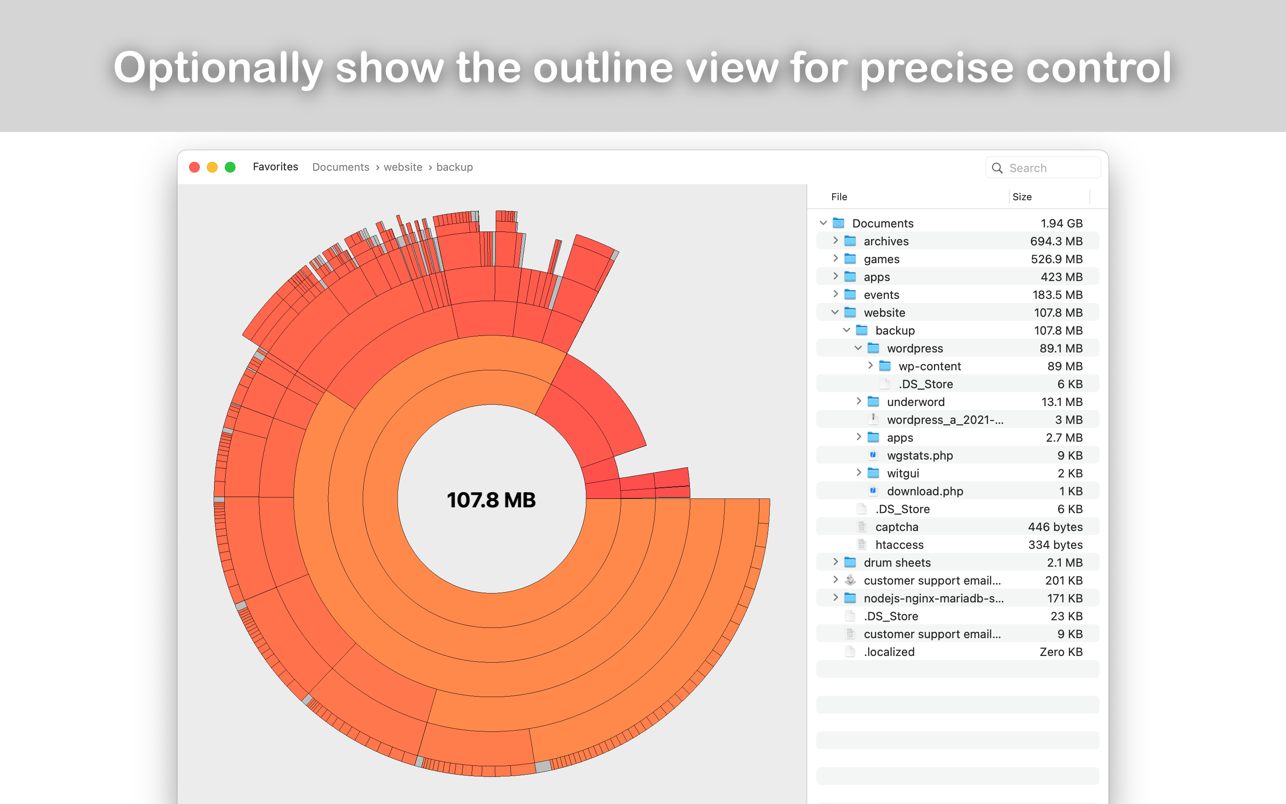 Optionally show the outline view for precise control
Favorites Documents › website › backup Search
File Size
Documents 1.94 GB
archives 694.3 MB
games 526.9 MB
apps 423 MB
events 183.5 MB
website 107.8 MB
backup 107.8 MB
wordpress 89.1 MB
wp-content 89 MB
.DS_Store 6 KB
underword 13.1 MB
wordpress_a_2021-... 3 MB
apps 2.7 MB
wgstats.php 9 KB
witgui 2 KB
download.php 1 KB
.DS_Store 6 KB
captcha 446 bytes
htaccess 334 bytes
drum sheets 2.1 MB
customer support email... 201 KB
nodejs-nginx-mariadb-s... 171 KB
.DS_Store 23 KB
customer support email... 9 KB
.localized Zero KB
107.8 MB